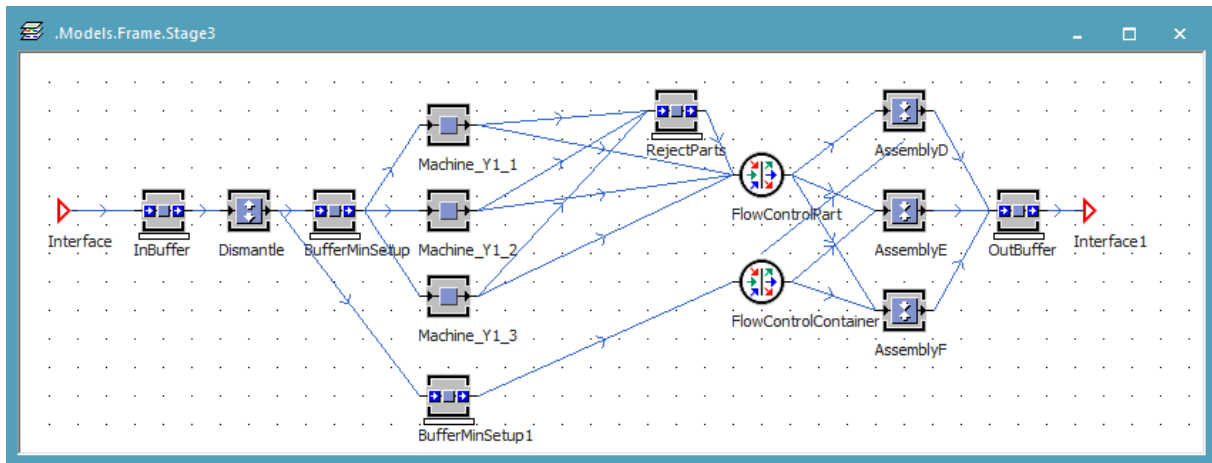 .Models.Frame.Stage3
RejectParts
AssemblyD
Machine_Y1_1
FlowControlPart
Interface
InBuffer
Dismantle
BufferMinSetup
Machine_Y1_2
AssemblyE
OutBuffer
Interface1
Machine_Y1_3
FlowControlContainer
AssemblyF
BufferMinSetup1